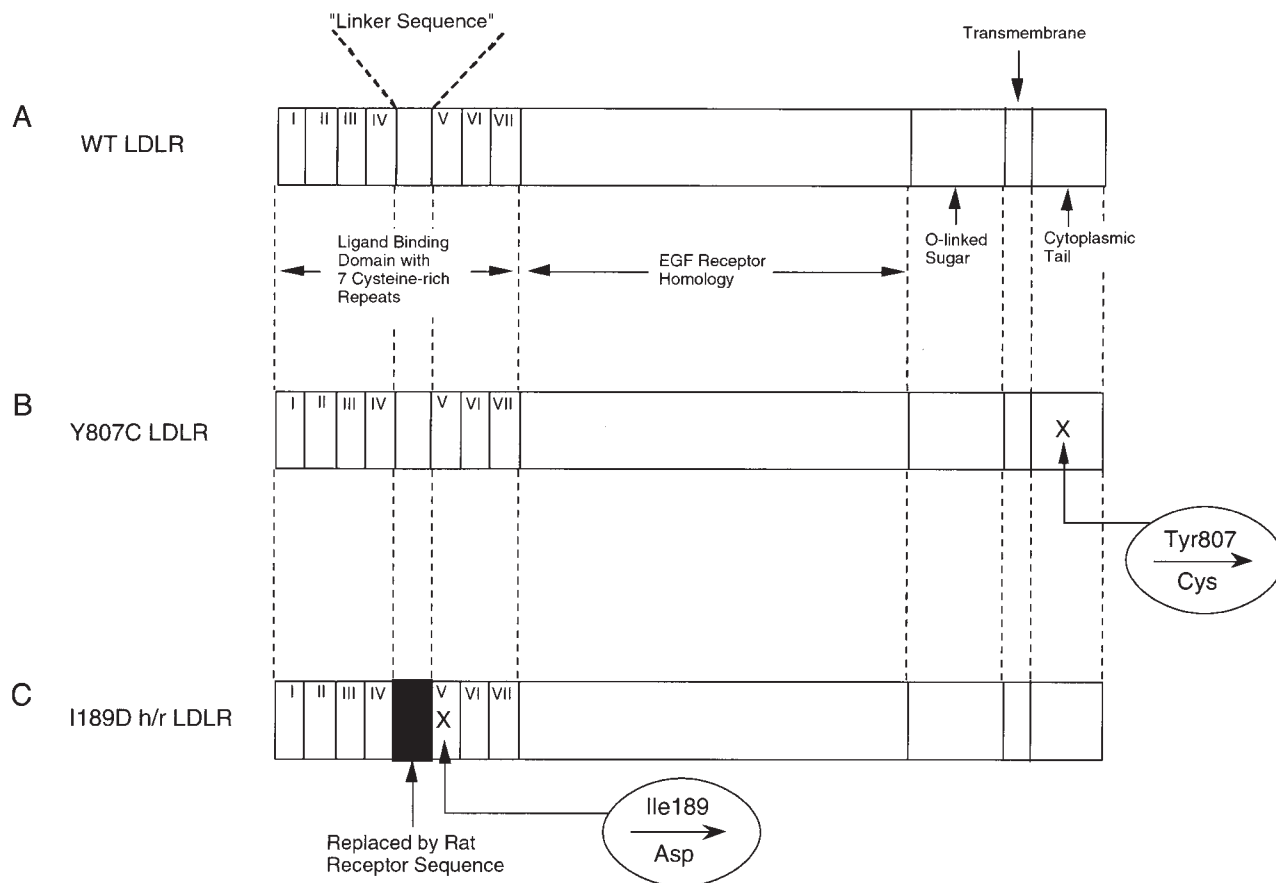 "Linker Sequence"
Transmembrane
A
WT LDLR
I II III IV V VI VII
Ligand Binding
Domain with
7 Cysteine-rich
Repeats
EGF Receptor
Homology
O-linked
Sugar
Cytoplasmic
Tail
B
Y807C LDLR
I II III IV V VI VII
X
Tyr807
Cys
C
I189D h/r LDLR
I II III IV V VI VII
X
Replaced by Rat
Receptor Sequence
Ile189
Asp